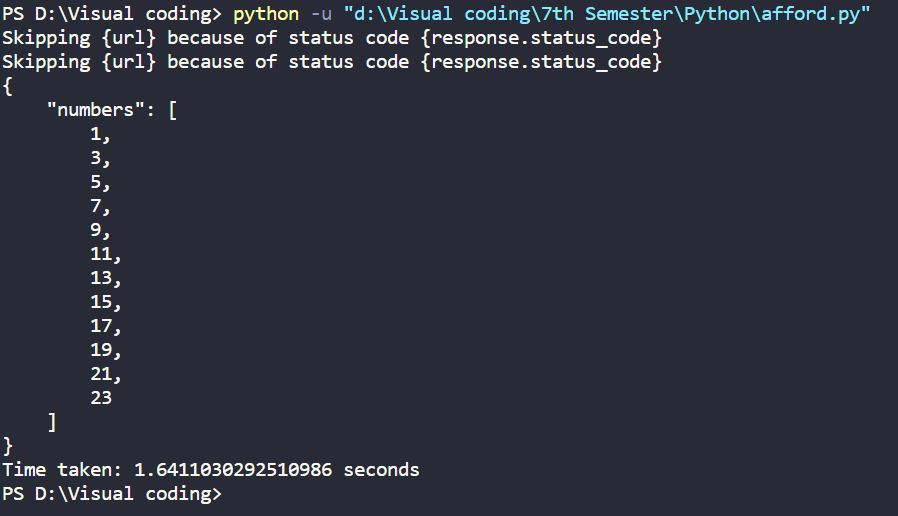 PS D:\Visual coding> python -u "d:\Visual coding\7th Semester\Python\afford.py"
Skipping {url} because of status code {response.status_code}
Skipping {url} because of status code {response.status_code}
{
    "numbers": [
        1,
        3,
        5,
        7,
        9,
        11,
        13,
        15,
        17,
        19,
        21,
        23
    ]
}
Time taken: 1.6411030292510986 seconds
PS D:\Visual coding>